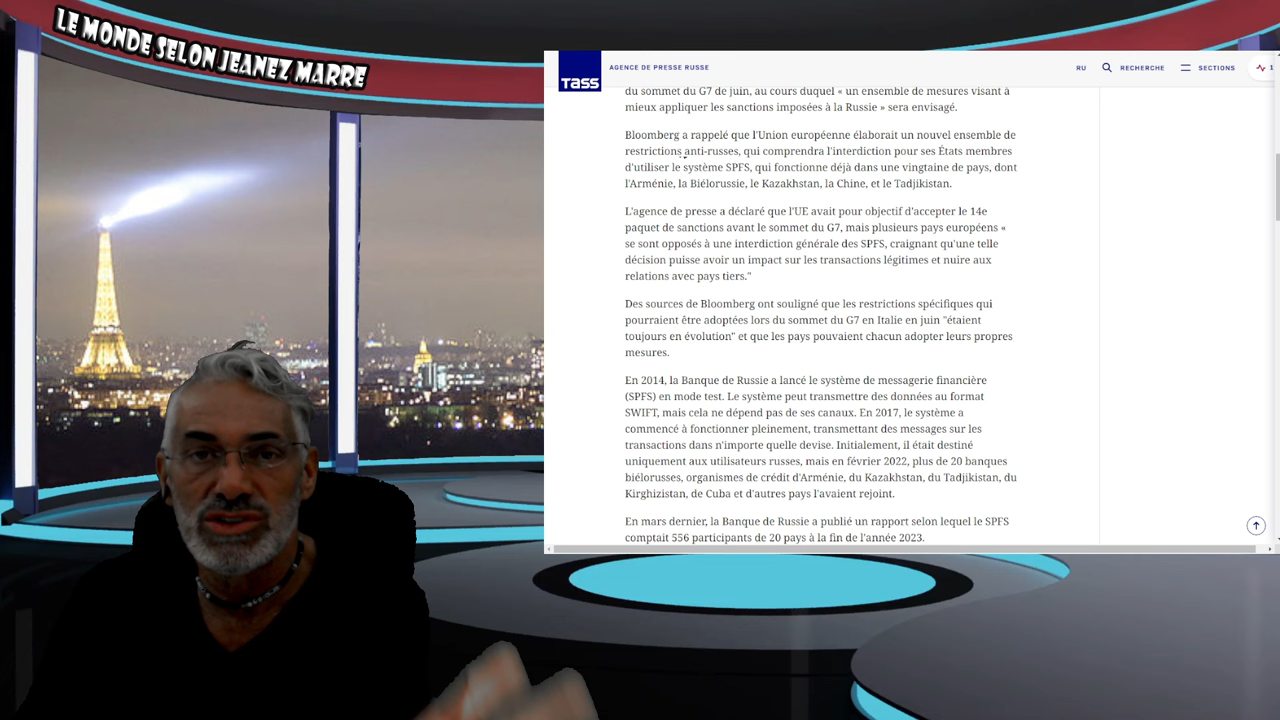 LE MONDE SELON JEANEZ MARRE
TASS
AGENCE DE PRESSE RUSSE
RU
RECHERCHE
SECTIONS
1
du sommet du G7 de juin, au cours duquel « un ensemble de mesures visant à
mieux appliquer les sanctions imposées à la Russie » sera envisagé.
Bloomberg a rappelé que l'Union européenne élaborait un nouvel ensemble de
restrictions anti-russes, qui comprendra l'interdiction pour ses États membres
d'utiliser le système SPFS, qui fonctionne déjà dans une vingtaine de pays, dont
l'Arménie, la Biélorussie, le Kazakhstan, la Chine, et le Tadjikistan.
L'agence de presse a déclaré que l'UE avait pour objectif d'accepter le 14e
paquet de sanctions avant le sommet du G7, mais plusieurs pays européens «
se sont opposés à une interdiction générale des SPFS, craignant qu'une telle
décision puisse avoir un impact sur les transactions légitimes et nuire aux
relations avec pays tiers."
Des sources de Bloomberg ont souligné que les restrictions spécifiques qui
pourraient être adoptées lors du sommet du G7 en Italie en juin "étaient
toujours en évolution" et que les pays pouvaient chacun adopter leurs propres
mesures.
En 2014, la Banque de Russie a lancé le système de messagerie financière
(SPFS) en mode test. Le système peut transmettre des données au format
SWIFT, mais cela ne dépend pas de ses canaux. En 2017, le système a
commencé à fonctionner pleinement, transmettant des messages sur les
transactions dans n'importe quelle devise. Initialement, il était destiné
uniquement aux utilisateurs russes, mais en février 2022, plus de 20 banques
biélorusses, organismes de crédit d'Arménie, du Kazakhstan, du Tadjikistan, du
Kirghizistan, de Cuba et d'autres pays l'avaient rejoint.
En mars dernier, la Banque de Russie a publié un rapport selon lequel le SPFS
comptait 556 participants de 20 pays à la fin de l'année 2023.